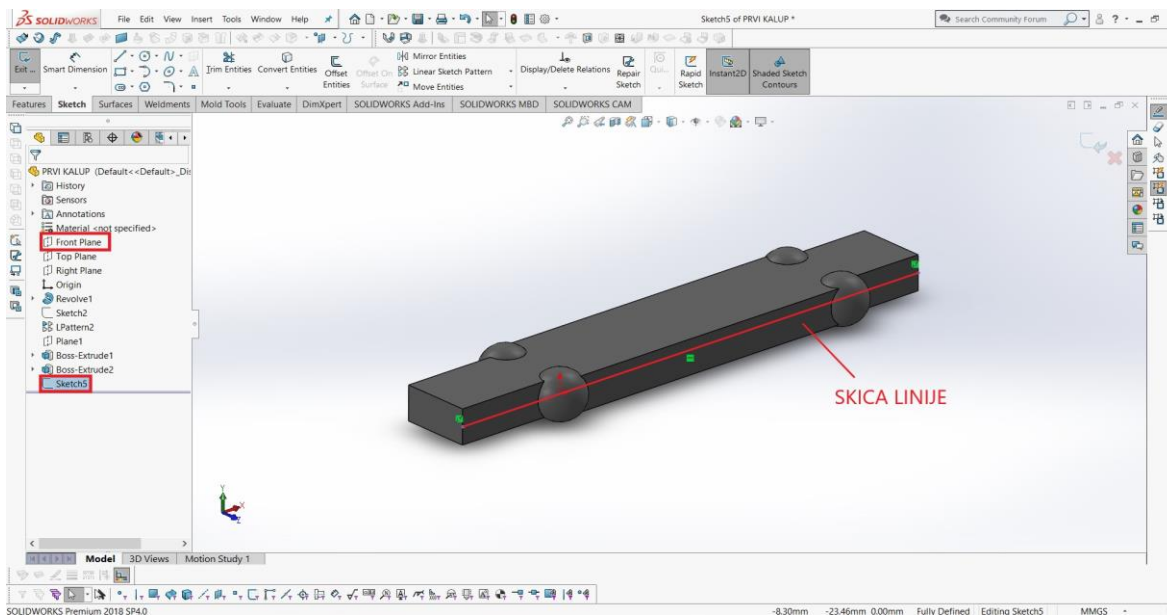 SOLIDWORKS File Edit View Insert Tools Window Help Sketch5 of PRVI KALUP * Search Community Forum
Exit ... Smart Dimension Trim Entities Convert Entities Offset Entities Offset On Surface Mirror Entities Linear Sketch Pattern Move Entities Display/Delete Relations Repair Sketch Quic... Rapid Sketch Instant2D Shaded Sketch Contours
Features Sketch Surfaces Weldments Mold Tools Evaluate DimXpert SOLIDWORKS Add-Ins SOLIDWORKS MBD SOLIDWORKS CAM
PRVI KALUP (Default<<Default>_Dis
History
Sensors
Annotations
Material <not specified>
Front Plane
Top Plane
Right Plane
Origin
Revolve1
Sketch2
LPattern2
Plane1
Boss-Extrude1
Boss-Extrude2
Sketch5
SKICA LINIJE
Y
X
Z
Model 3D Views Motion Study 1
SOLIDWORKS Premium 2018 SP4.0 -8.30mm -23.46mm 0.00mm Fully Defined Editing Sketch5 MMGS